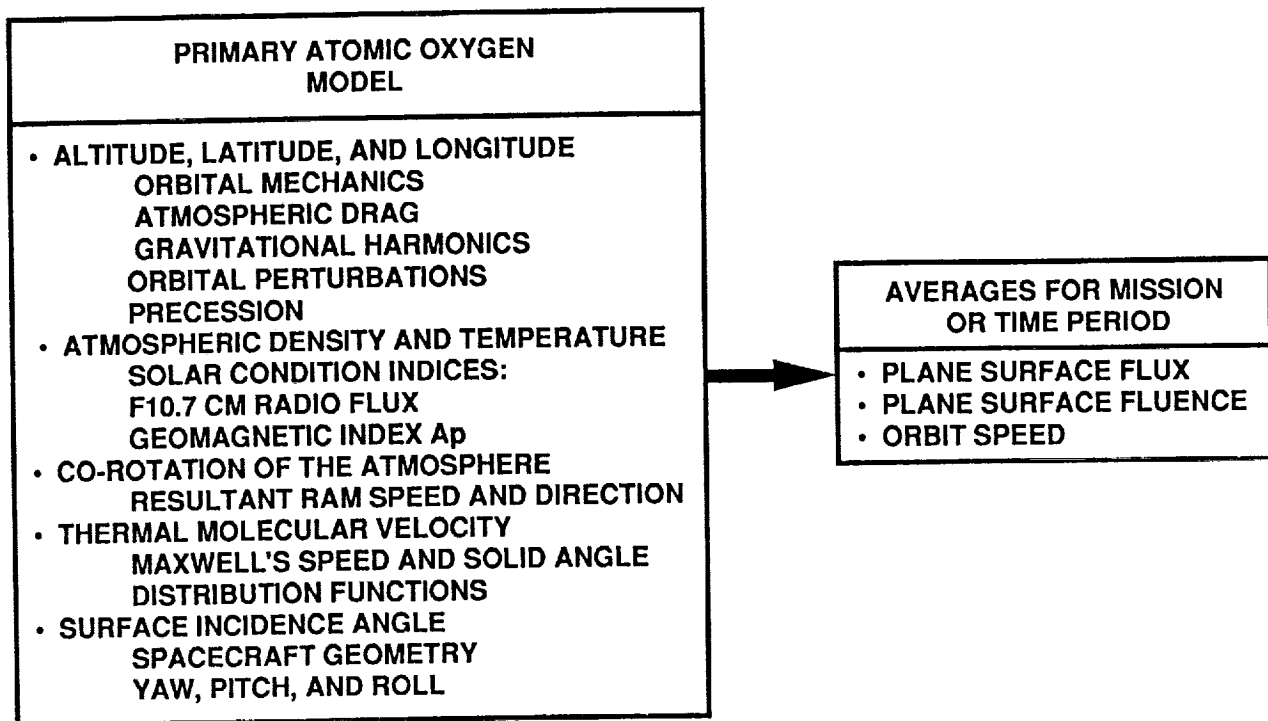 PRIMARY ATOMIC OXYGEN
MODEL
• ALTITUDE, LATITUDE, AND LONGITUDE
ORBITAL MECHANICS
ATMOSPHERIC DRAG
GRAVITATIONAL HARMONICS
ORBITAL PERTURBATIONS
PRECESSION
• ATMOSPHERIC DENSITY AND TEMPERATURE
SOLAR CONDITION INDICES:
F10.7 CM RADIO FLUX
GEOMAGNETIC INDEX Ap
• CO-ROTATION OF THE ATMOSPHERE
RESULTANT RAM SPEED AND DIRECTION
• THERMAL MOLECULAR VELOCITY
MAXWELL'S SPEED AND SOLID ANGLE
DISTRIBUTION FUNCTIONS
• SURFACE INCIDENCE ANGLE
SPACECRAFT GEOMETRY
YAW, PITCH, AND ROLL
AVERAGES FOR MISSION
OR TIME PERIOD
• PLANE SURFACE FLUX
• PLANE SURFACE FLUENCE
• ORBIT SPEED